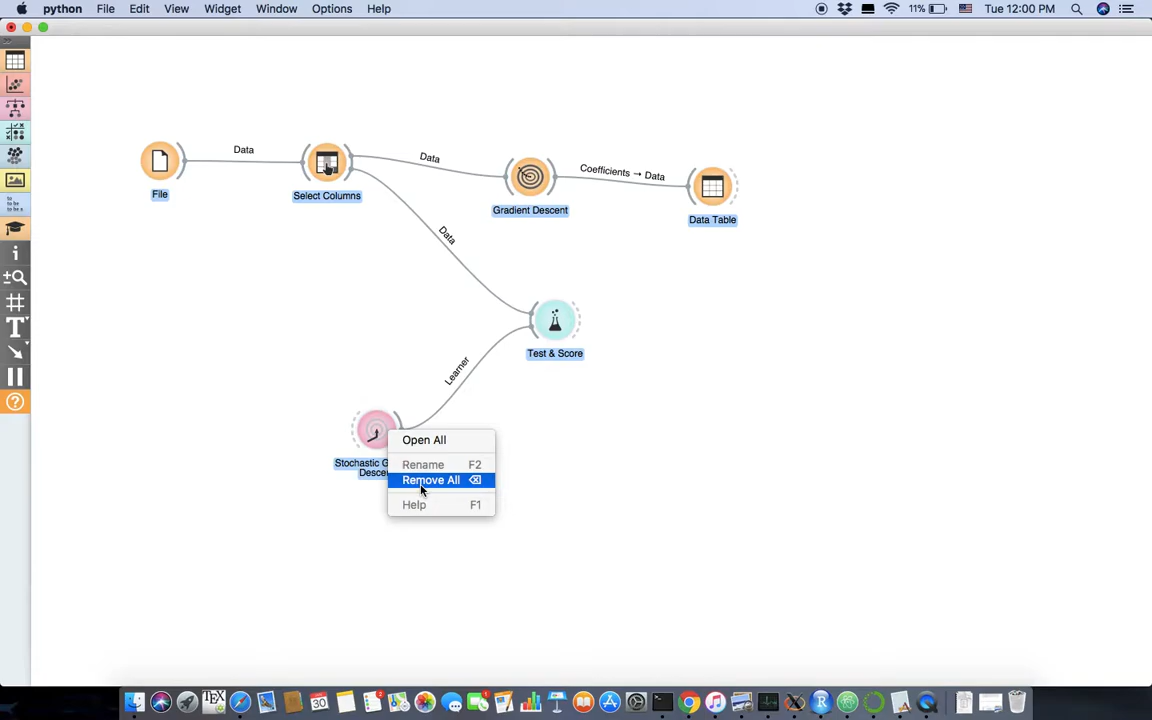 python File Edit View Widget Window Options Help 11% Tue 12:00 PM
Data
Data
Coefficients → Data
File
Select Columns
Gradient Descent
Data Table
Data
Test & Score
Learner
Stochastic G
Descen
Open All
Rename F2
Remove All
Help F1